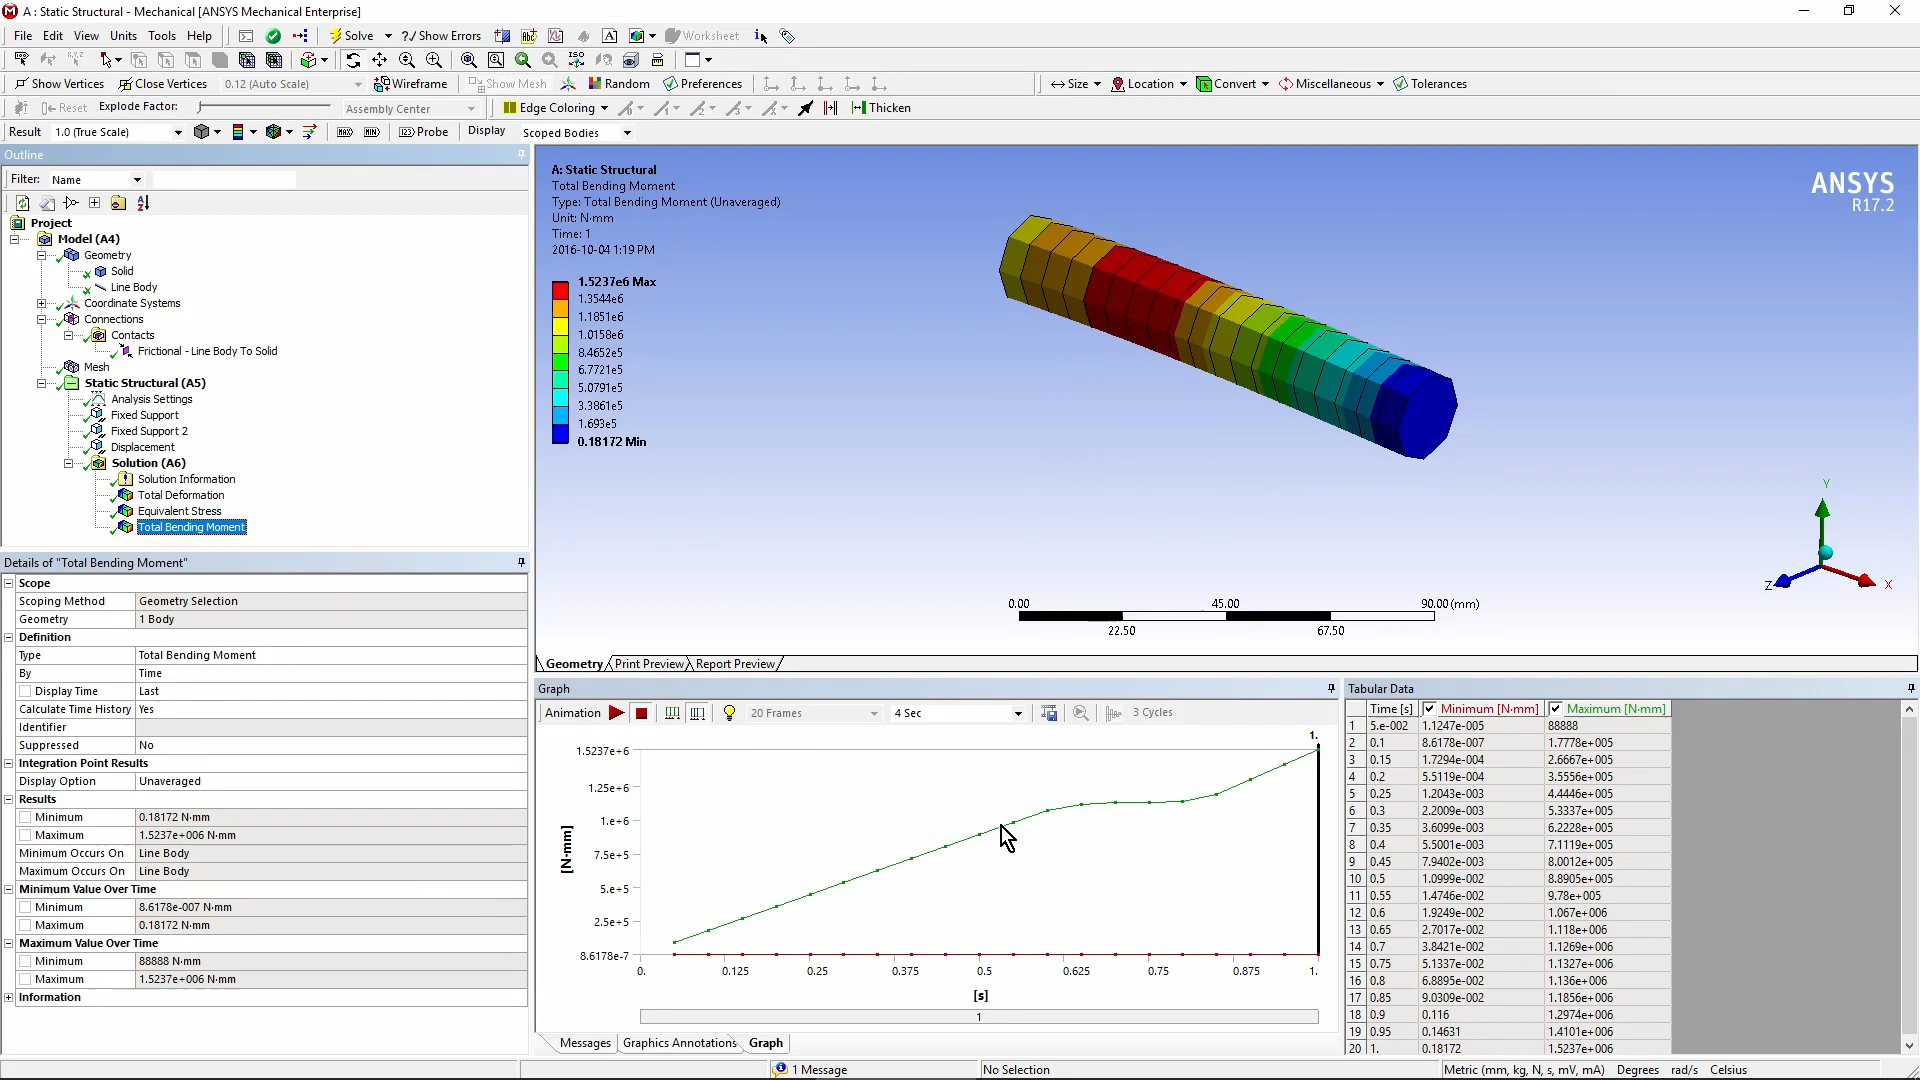 A : Static Structural - Mechanical [ANSYS Mechanical Enterprise]
File Edit View Units Tools Help Solve ?/ Show Errors Worksheet
Show Vertices Close Vertices 0.12 (Auto Scale) Wireframe Show Mesh Random Preferences Size Location Convert Miscellaneous Tolerances
Reset Explode Factor: Assembly Center Edge Coloring Thicken
Result 1.0 (True Scale) MAX MIN Probe Display Scoped Bodies
Outline
Filter: Name
Project
Model (A4)
Geometry
Solid
Line Body
Coordinate Systems
Connections
Contacts
Frictional - Line Body To Solid
Mesh
Static Structural (A5)
Analysis Settings
Fixed Support
Fixed Support 2
Displacement
Solution (A6)
Solution Information
Total Deformation
Equivalent Stress
Total Bending Moment
Details of "Total Bending Moment"
Scope
Scoping Method Geometry Selection
Geometry 1 Body
Definition
Type Total Bending Moment
By Time
Display Time Last
Calculate Time History Yes
Identifier
Suppressed No
Integration Point Results
Display Option Unaveraged
Results
Minimum 0.18172 N·mm
Maximum 1.5237e+006 N·mm
Minimum Occurs On Line Body
Maximum Occurs On Line Body
Minimum Value Over Time
Minimum 8.6178e-007 N·mm
Maximum 0.18172 N·mm
Maximum Value Over Time
Minimum 88888 N·mm
Maximum 1.5237e+006 N·mm
Information
A: Static Structural
Total Bending Moment
Type: Total Bending Moment (Unaveraged)
Unit: N·mm
Time: 1
2016-10-04 1:19 PM
1.5237e6 Max
1.3544e6
1.1851e6
1.0158e6
8.4652e5
6.7721e5
5.0791e5
3.3861e5
1.693e5
0.18172 Min
ANSYS
R17.2
Y
Z
X
0.00 45.00 90.00 (mm)
22.50 67.50
Geometry Print Preview Report Preview
Graph
Animation 20 Frames 4 Sec 3 Cycles
1.
1.5237e+6
1.25e+6
1.e+6
7.5e+5
5.e+5
2.5e+5
8.6178e-7
[N·mm]
0. 0.125 0.25 0.375 0.5 0.625 0.75 0.875 1.
[s]
1
Messages Graphics Annotations Graph
Tabular Data
Time [s] Minimum [N·mm] Maximum [N·mm]
1 5.e-002 1.1247e-005 88888
2 0.1 8.6178e-007 1.7778e+005
3 0.15 1.7294e-004 2.6667e+005
4 0.2 5.5119e-004 3.5556e+005
5 0.25 1.2043e-003 4.4446e+005
6 0.3 2.2009e-003 5.3337e+005
7 0.35 3.6099e-003 6.2228e+005
8 0.4 5.5001e-003 7.1119e+005
9 0.45 7.9402e-003 8.0012e+005
10 0.5 1.0999e-002 8.8905e+005
11 0.55 1.4746e-002 9.78e+005
12 0.6 1.9249e-002 1.067e+006
13 0.65 2.7017e-002 1.118e+006
14 0.7 3.8421e-002 1.1269e+006
15 0.75 5.1337e-002 1.1327e+006
16 0.8 6.8895e-002 1.136e+006
17 0.85 9.0309e-002 1.1856e+006
18 0.9 0.116 1.2974e+006
19 0.95 0.14631 1.4101e+006
20 1. 0.18172 1.5237e+006
1 Message No Selection Metric (mm, kg, N, s, mV, mA) Degrees rad/s Celsius